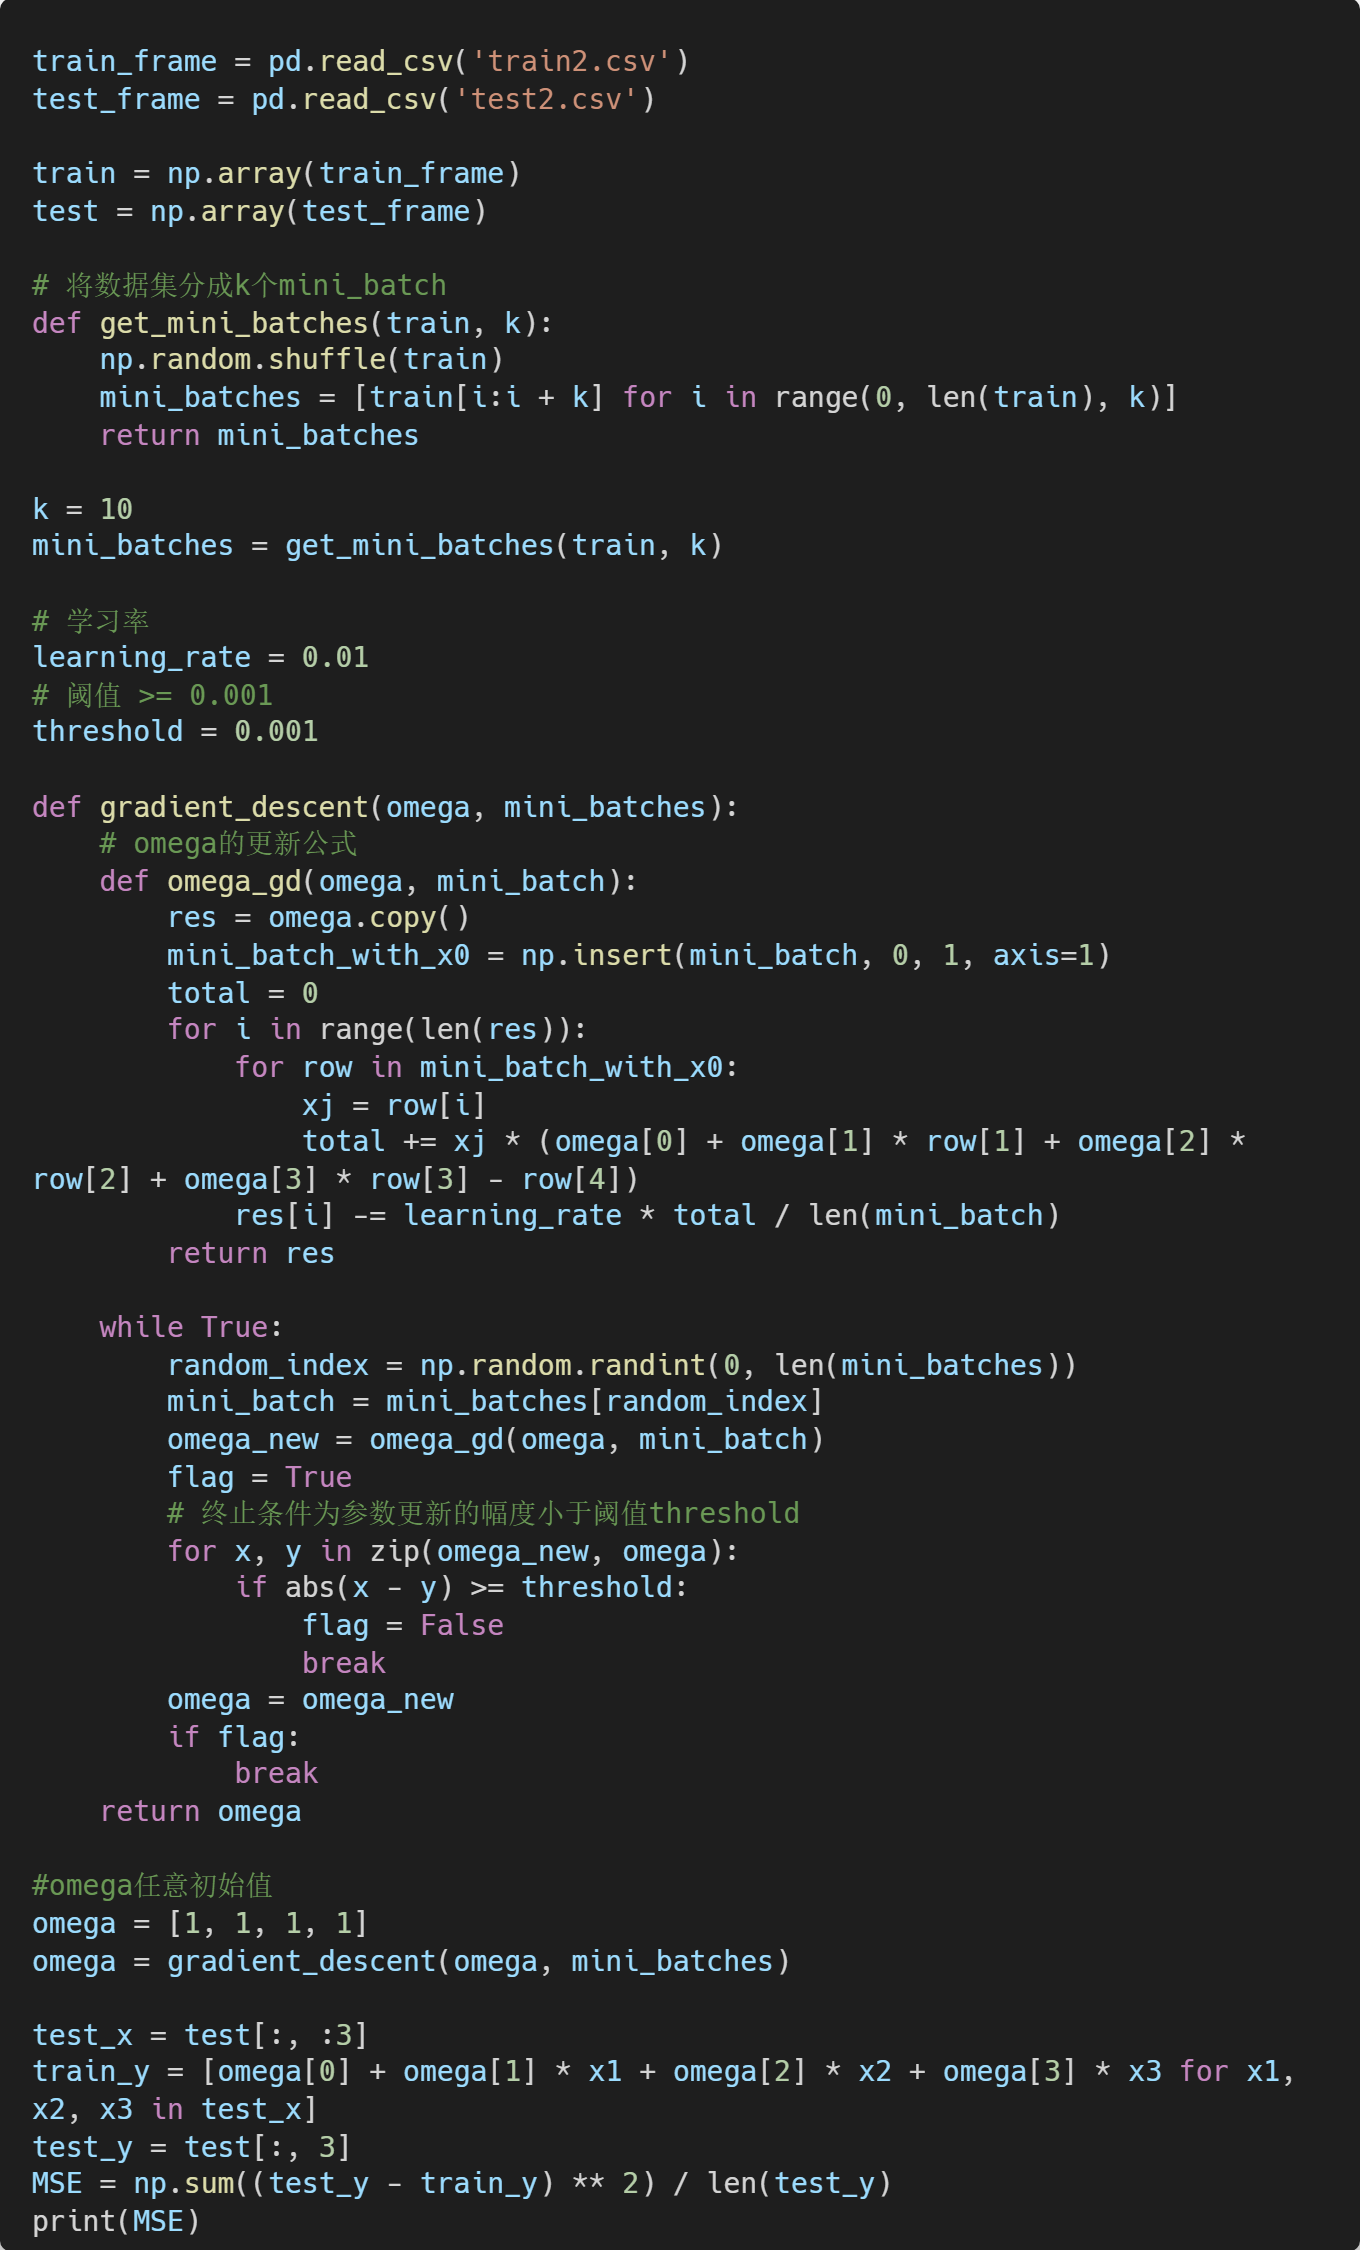 train_frame = pd.read_csv('train2.csv')
test_frame = pd.read_csv('test2.csv')

train = np.array(train_frame)
test = np.array(test_frame)

# 将数据集分成k个mini_batch
def get_mini_batches(train, k):
    np.random.shuffle(train)
    mini_batches = [train[i:i + k] for i in range(0, len(train), k)]
    return mini_batches

k = 10
mini_batches = get_mini_batches(train, k)

# 学习率
learning_rate = 0.01
# 阈值 >= 0.001
threshold = 0.001

def gradient_descent(omega, mini_batches):
    # omega的更新公式
    def omega_gd(omega, mini_batch):
        res = omega.copy()
        mini_batch_with_x0 = np.insert(mini_batch, 0, 1, axis=1)
        total = 0
        for i in range(len(res)):
            for row in mini_batch_with_x0:
                xj = row[i]
                total += xj * (omega[0] + omega[1] * row[1] + omega[2] *
row[2] + omega[3] * row[3] - row[4])
            res[i] -= learning_rate * total / len(mini_batch)
        return res

    while True:
        random_index = np.random.randint(0, len(mini_batches))
        mini_batch = mini_batches[random_index]
        omega_new = omega_gd(omega, mini_batch)
        flag = True
        # 终止条件为参数更新的幅度小于阈值threshold
        for x, y in zip(omega_new, omega):
            if abs(x - y) >= threshold:
                flag = False
                break
        omega = omega_new
        if flag:
            break
    return omega

#omega任意初始值
omega = [1, 1, 1, 1]
omega = gradient_descent(omega, mini_batches)

test_x = test[:, :3]
train_y = [omega[0] + omega[1] * x1 + omega[2] * x2 + omega[3] * x3 for x1,
x2, x3 in test_x]
test_y = test[:, 3]
MSE = np.sum((test_y - train_y) ** 2) / len(test_y)
print(MSE)